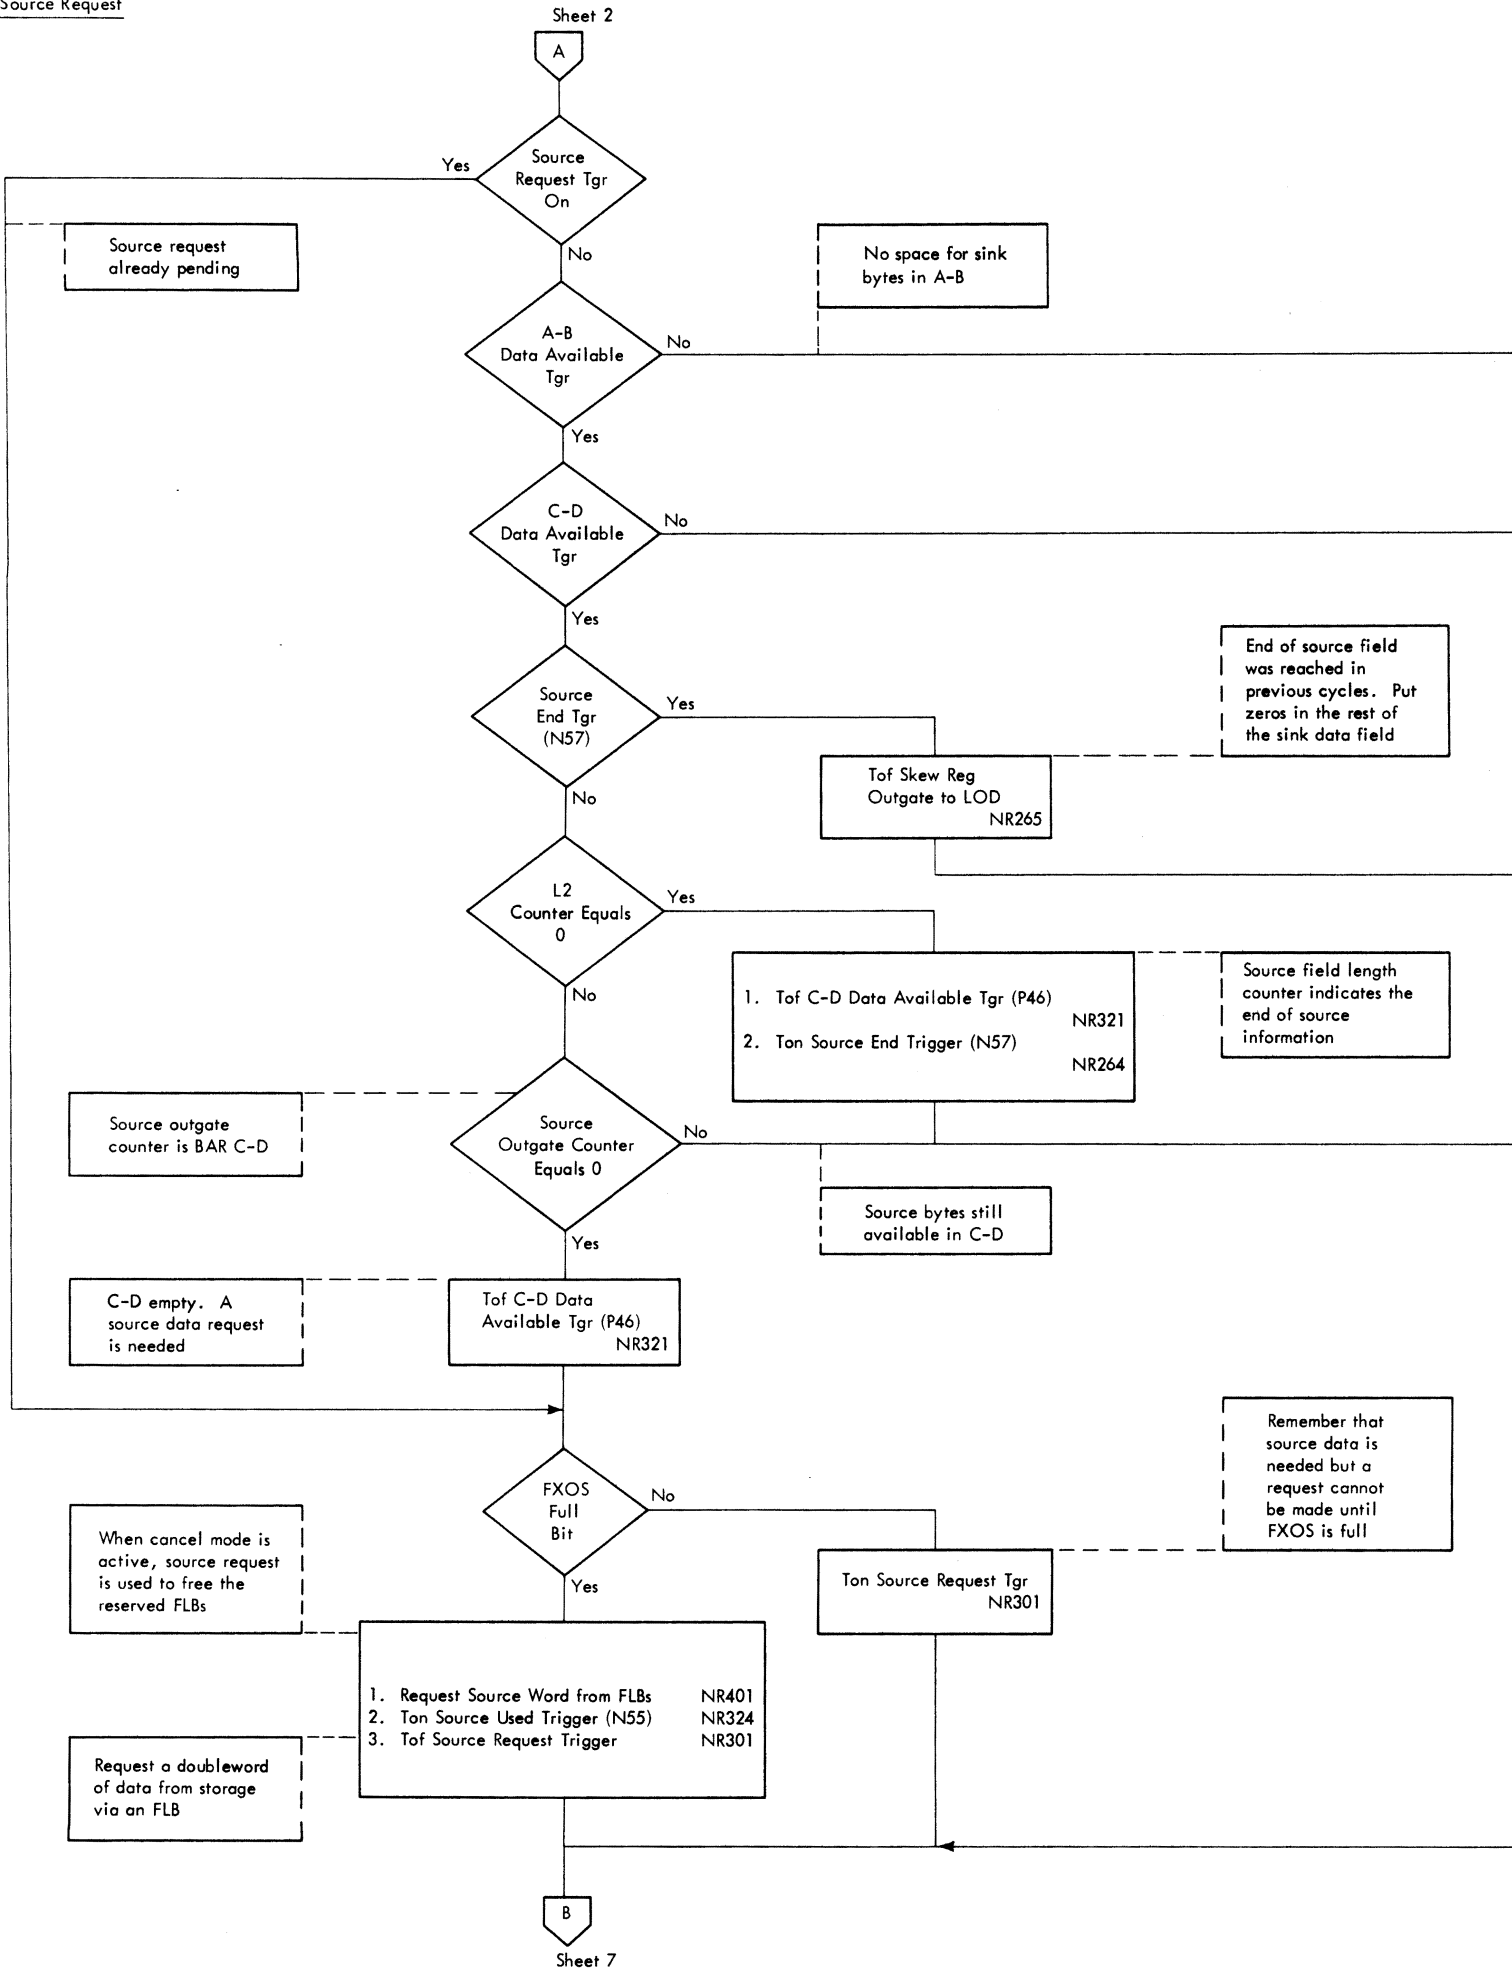 Source Request
Sheet 2
A
Source
Request Tgr
On
Yes
No
Source request
already pending
No space for sink
bytes in A-B
A-B
Data Available
Tgr
No
Yes
C-D
Data Available
Tgr
No
Yes
Source
End Tgr
(N57)
Yes
No
End of source field
was reached in
previous cycles. Put
zeros in the rest of
the sink data field
Tof Skew Reg
Outgate to LOD
NR265
L2
Counter Equals
0
Yes
No
1. Tof C-D Data Available Tgr (P46)
NR321
2. Ton Source End Trigger (N57)
NR264
Source field length
counter indicates the
end of source
information
Source outgate
counter is BAR C-D
Source
Outgate Counter
Equals 0
No
Yes
Source bytes still
available in C-D
C-D empty. A
source data request
is needed
Tof C-D Data
Available Tgr (P46)
NR321
FXOS
Full
Bit
No
Yes
Remember that
source data is
needed but a
request cannot
be made until
FXOS is full
When cancel mode is
active, source request
is used to free the
reserved FLBs
Ton Source Request Tgr
NR301
1. Request Source Word from FLBs NR401
2. Ton Source Used Trigger (N55) NR324
3. Tof Source Request Trigger NR301
Request a doubleword
of data from storage
via an FLB
B
Sheet 7